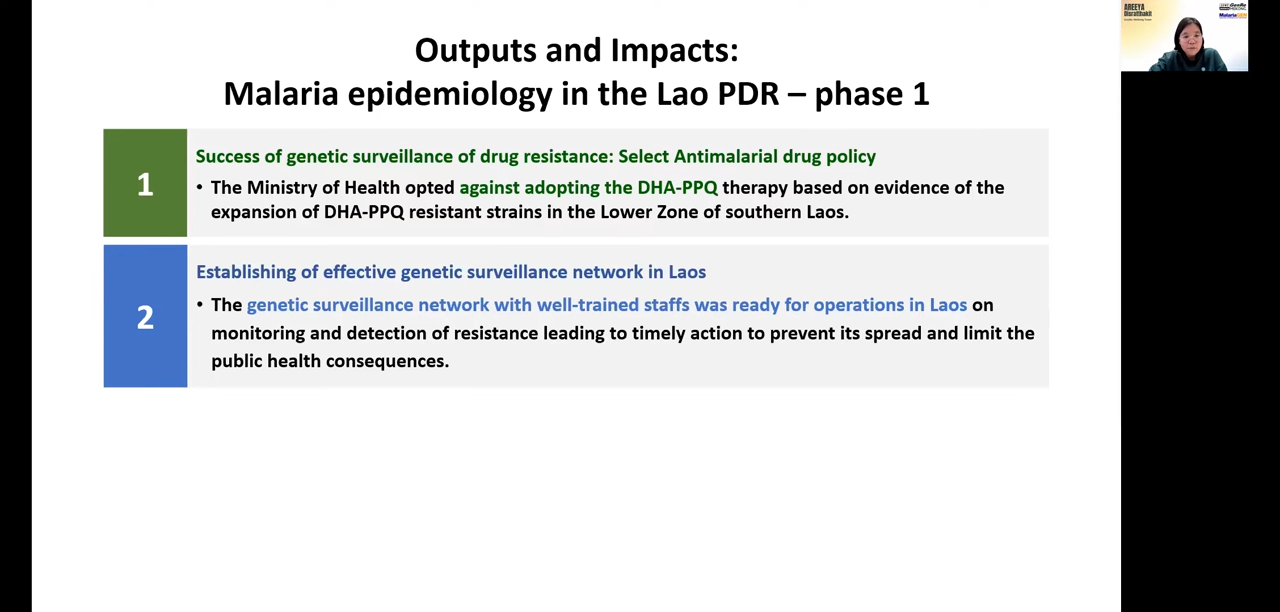 Outputs and Impacts:
Malaria epidemiology in the Lao PDR – phase 1
1
Success of genetic surveillance of drug resistance: Select Antimalarial drug policy
• The Ministry of Health opted against adopting the DHA-PPQ therapy based on evidence of the
expansion of DHA-PPQ resistant strains in the Lower Zone of southern Laos.
2
Establishing of effective genetic surveillance network in Laos
• The genetic surveillance network with well-trained staffs was ready for operations in Laos on
monitoring and detection of resistance leading to timely action to prevent its spread and limit the
public health consequences.
AREEYA
Disratthakit
MalariaGEN